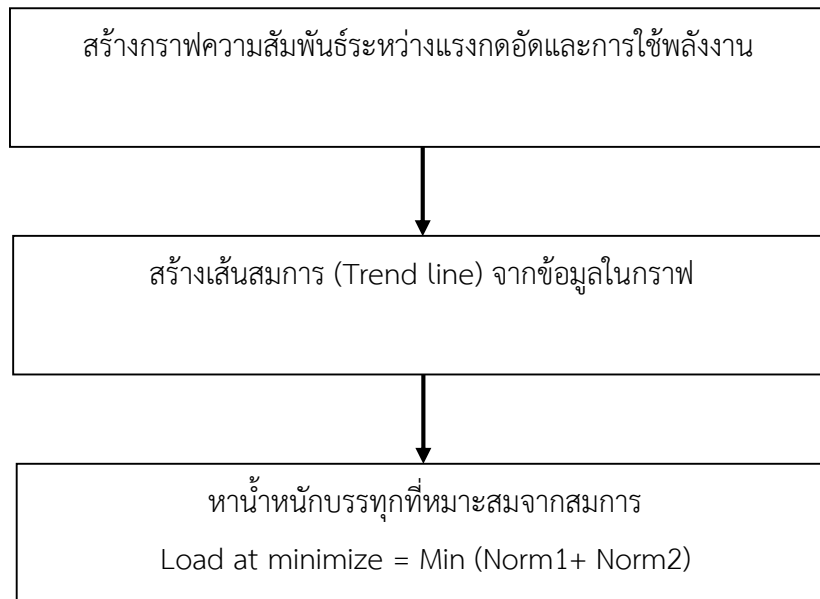 สร้างกราฟความสัมพันธ์ระหว่างแรงกดอัดและการใช้พลังงาน
สร้างเส้นสมการ (Trend line) จากข้อมูลในกราฟ
หาน้ำหนักบรรทุกที่หมาะสมจากสมการ
Load at minimize = Min (Norm1+ Norm2)